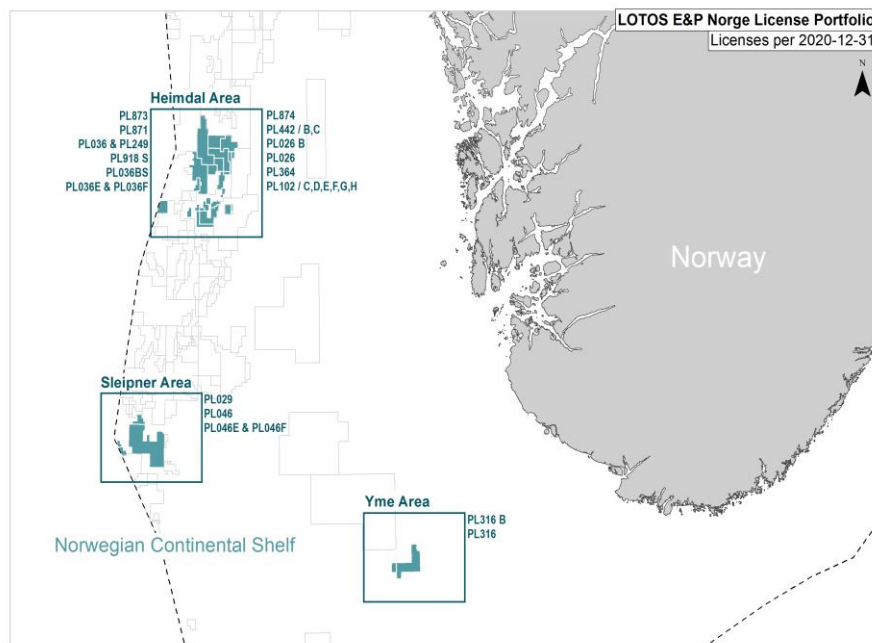 LOTOS E&P Norge License Portfolio
Licenses per 2020-12-31
N
Heimdal Area
PL873
PL871
PL036 & PL249
PL918 S
PL036BS
PL036E & PL036F
PL874
PL442 / B,C
PL026 B
PL026
PL364
PL102 / C,D,E,F,G,H
Norway
Sleipner Area
PL029
PL046
PL046E & PL046F
Yme Area
PL316 B
PL316
Norwegian Continental Shelf